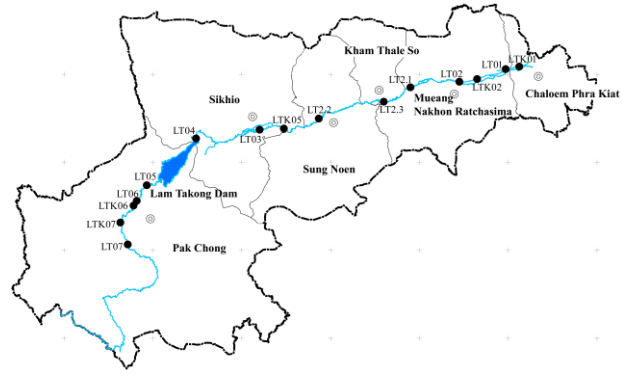 Kham Thale So
LT01
LTK01
LT02
LT2.1
LTK02
Chaloem Phra Kiat
Mueang
Nakhon Ratchasima
Sikhio
LT2.3
LT2.2
LTK05
LT03
LT04
Sung Noen
LT05
Lam Takong Dam
LT06
LTK06
LTK07
LT07
Pak Chong